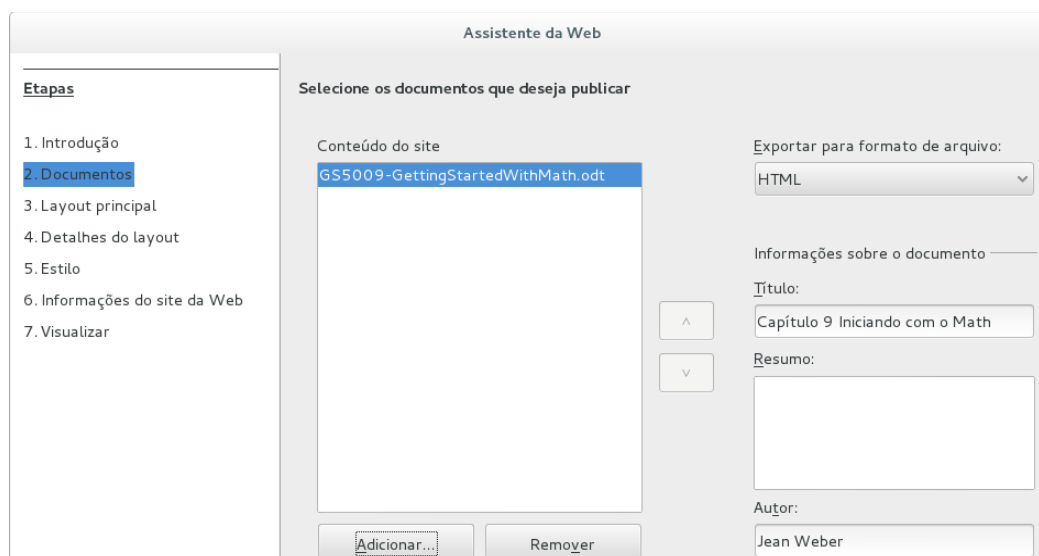 Assistente da Web
Etapas
1. Introdução
2. Documentos
3. Layout principal
4. Detalhes do layout
5. Estilo
6. Informações do site da Web
7. Visualizar
Selecione os documentos que deseja publicar
Conteúdo do site
GS5009-GettingStartedWithMath.odt
Adicionar...
Remover
Exportar para formato de arquivo:
HTML
Informações sobre o documento
Título:
Capítulo 9 Iniciando com o Math
Resumo:
Autor:
Jean Weber